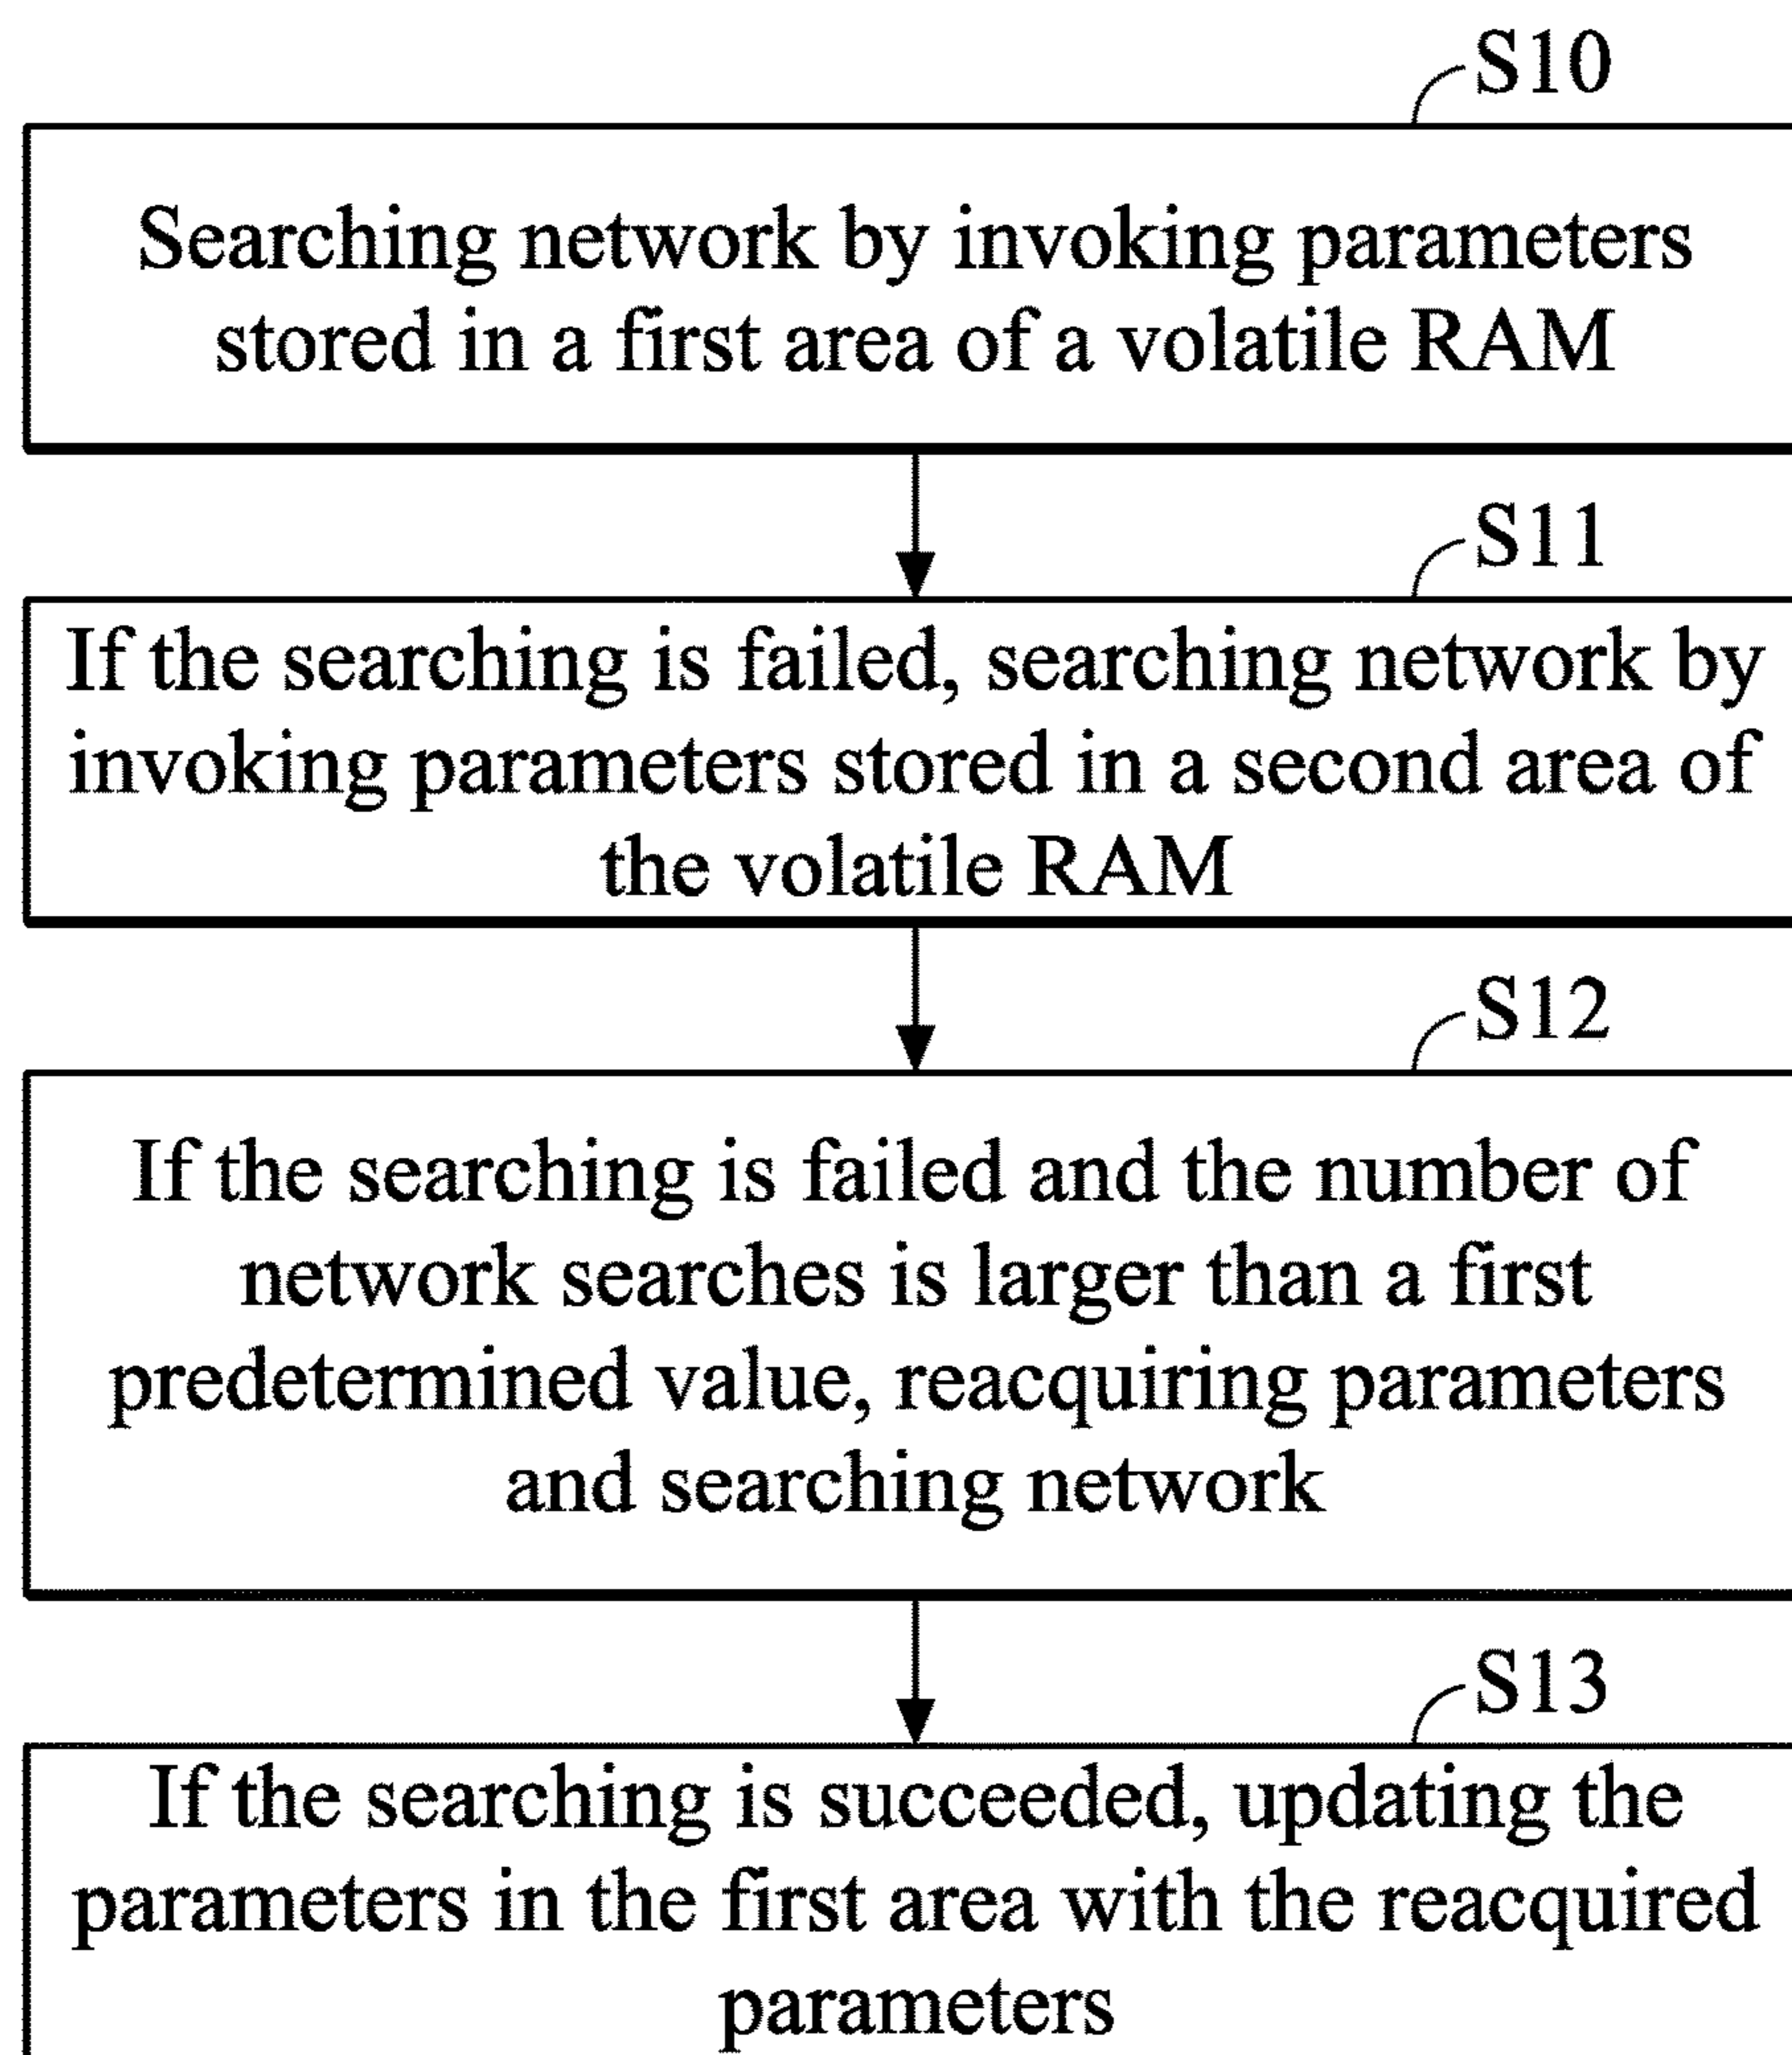 S10
Searching network by invoking parameters
stored in a first area of a volatile RAM
S11
If the searching is failed, searching network by
invoking parameters stored in a second area of
the volatile RAM
S12
If the searching is failed and the number of
network searches is larger than a first
predetermined value, reacquiring parameters
and searching network
S13
If the searching is succeeded, updating the
parameters in the first area with the reacquired
parameters